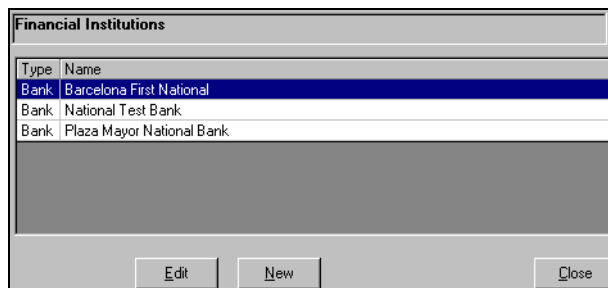 Financial Institutions
Type Name
Bank Barcelona First National
Bank National Test Bank
Bank Plaza Mayor National Bank
Edit New Close